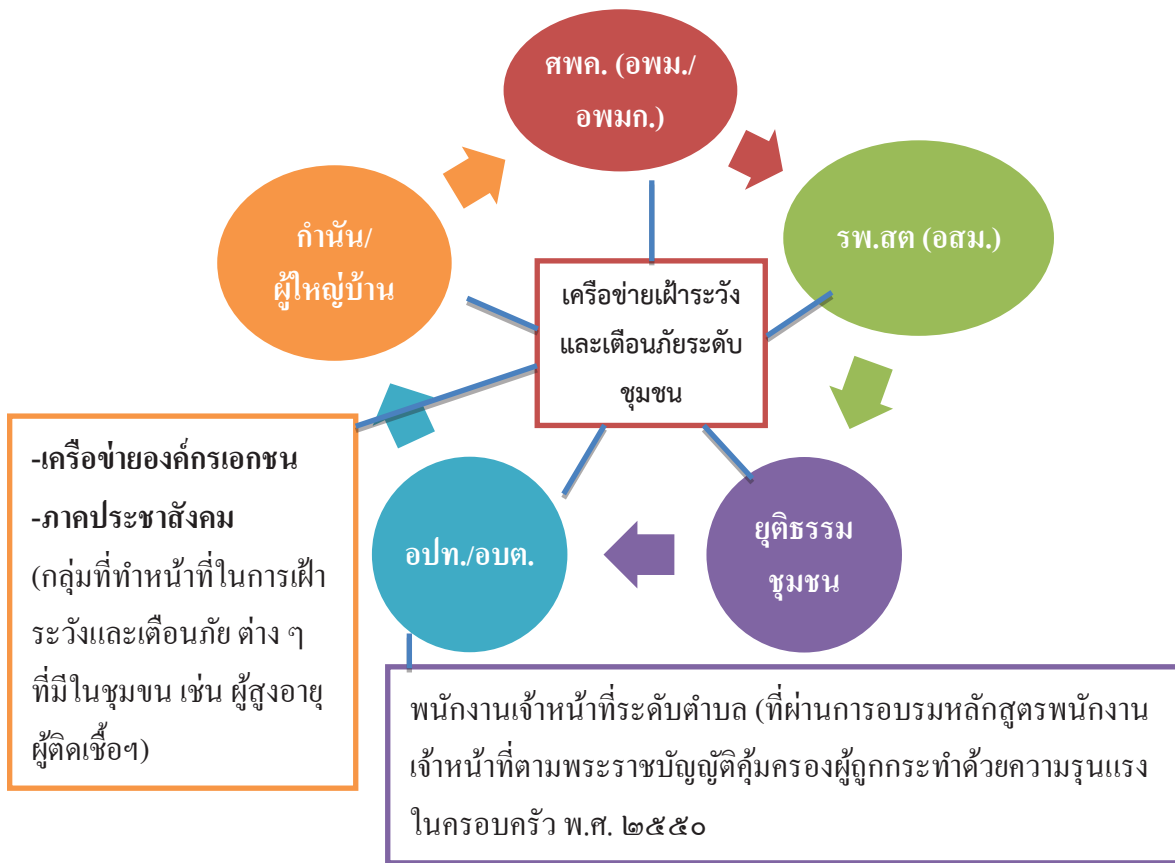 ศพค. (อพม./
อพมก.)
กำนัน/
ผู้ใหญ่บ้าน
รพ.สต (อสม.)
เครือข่ายเฝ้าระวัง
และเตือนภัยระดับ
ชุมชน
-เครือข่ายองค์กรเอกชน
-ภาคประชาสังคม
(กลุ่มที่ทำหน้าที่ในการเฝ้า
ระวังและเตือนภัย ต่าง ๆ
ที่มีในชุมขน เช่น ผู้สูงอายุ
ผู้ติดเชื้อฯ)
อปท./อบต.
ยุติธรรม
ชุมชน
พนักงานเจ้าหน้าที่ระดับตำบล (ที่ผ่านการอบรมหลักสูตรพนักงาน
เจ้าหน้าที่ตามพระราชบัญญัติคุ้มครองผู้ถูกกระทำด้วยความรุนแรง
ในครอบครัว พ.ศ. ๒๕๕๐